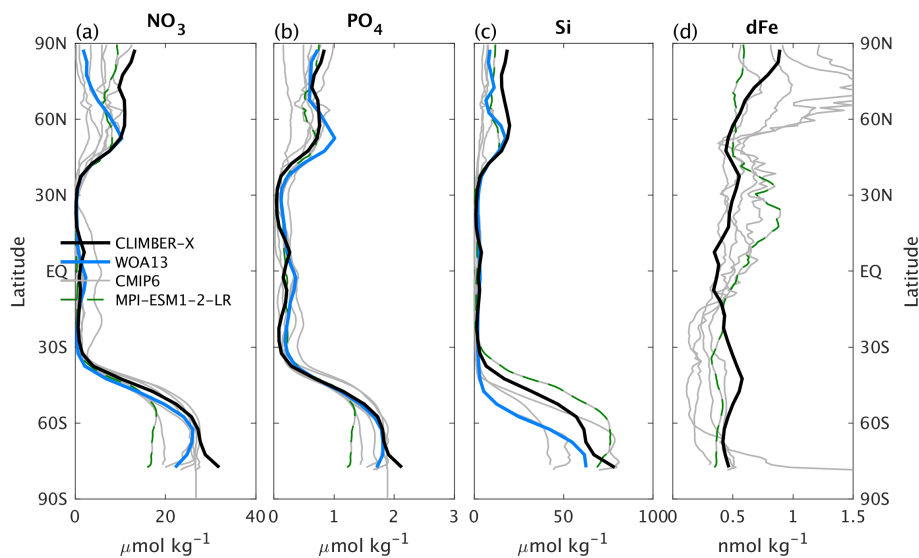 (a) NO3
(b) PO4
(c) Si
(d) dFe
90N
60N
30N
EQ
30S
60S
90S
Latitude
CLIMBER-X
WOA13
CMIP6
MPI-ESM1-2-LR
90N
60N
30N
EQ
30S
60S
90S
Latitude
0 20 40
0 1 2 3
0 50 100
0 0.5 1 1.5
μmol kg-1
μmol kg-1
μmol kg-1
nmol kg-1